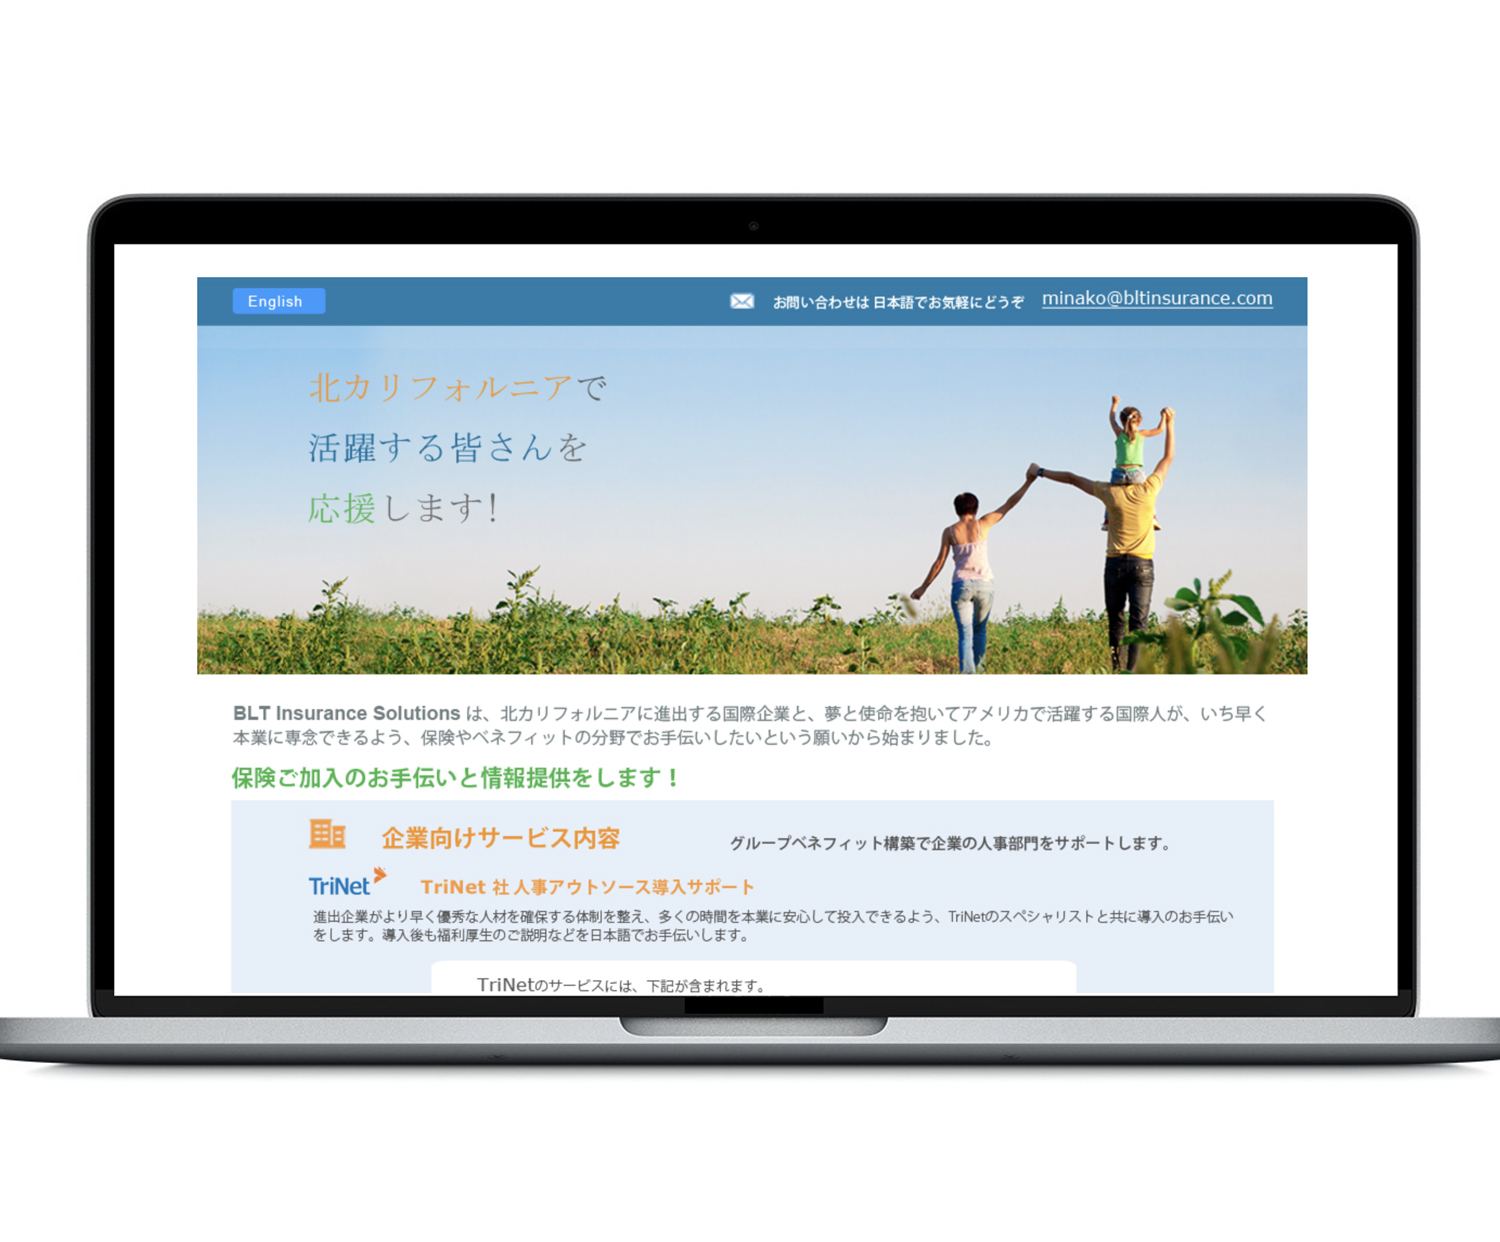 English
お問い合わせは 日本語でお気軽にどうぞ minako@bltinsurance.com
北カリフォルニアで
活躍する皆さんを
応援します!
BLT Insurance Solutions は、北カリフォルニアに進出する国際企業と、夢と使命を抱いてアメリカで活躍する国際人が、いち早く
本業に専念できるよう、保険やベネフィットの分野でお手伝いしたいという願いから始まりました。
保険ご加入のお手伝いと情報提供をします！
企業向けサービス内容 グループベネフィット構築で企業の人事部門をサポートします。
TriNet TriNet 社 人事アウトソース導入サポート
進出企業がより早く優秀な人材を確保する体制を整え、多くの時間を本業に安心して投入できるよう、TriNetのスペシャリストと共に導入のお手伝い
をします。導入後も福利厚生のご説明などを日本語でお手伝いします。
TriNetのサービスには、下記が含まれます。